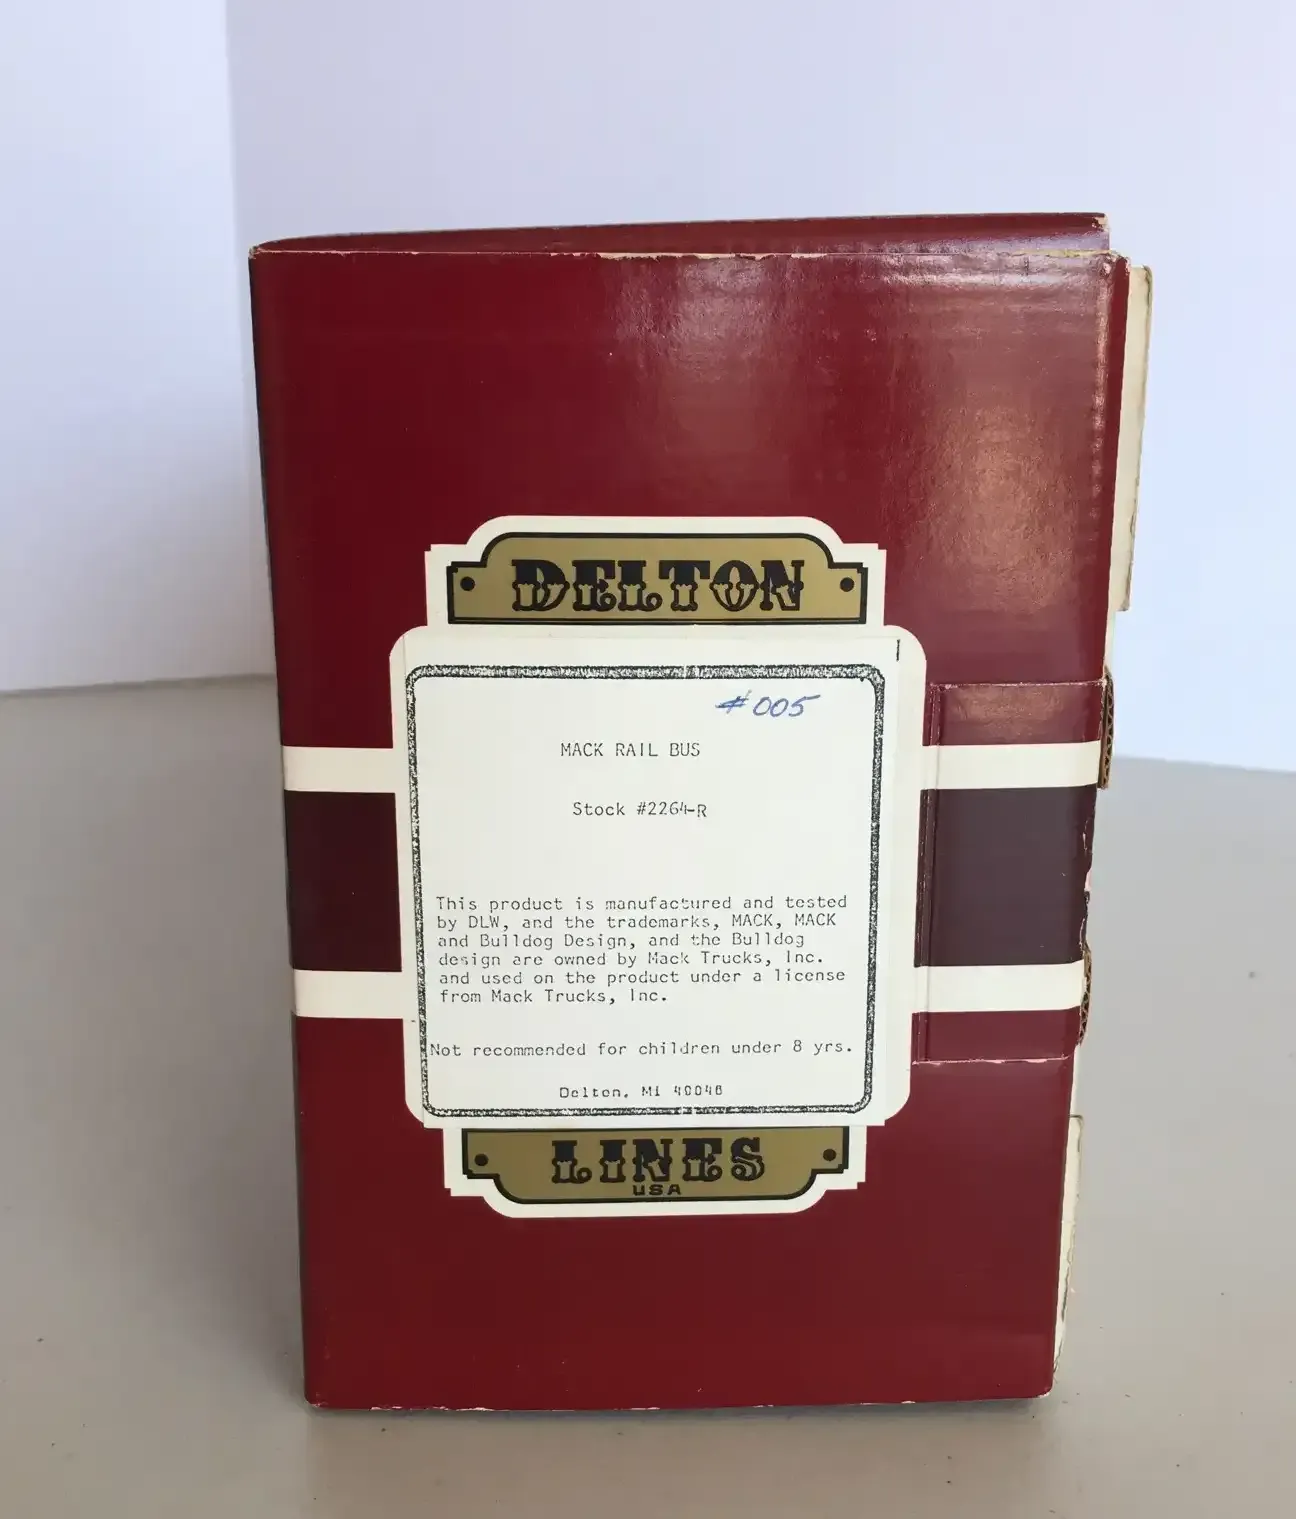 DELTON
#005
MACK RAIL BUS
Stock #2264-R
This product is manufactured and tested
by DLW, and the trademarks, MACK, MACK
and Bulldog Design, and the Bulldog
design are owned by Mack Trucks, Inc.
and used on the product under a license
from Mack Trucks, Inc.
Not recommended for children under 8 yrs.
Delton, MI
LINES
USA